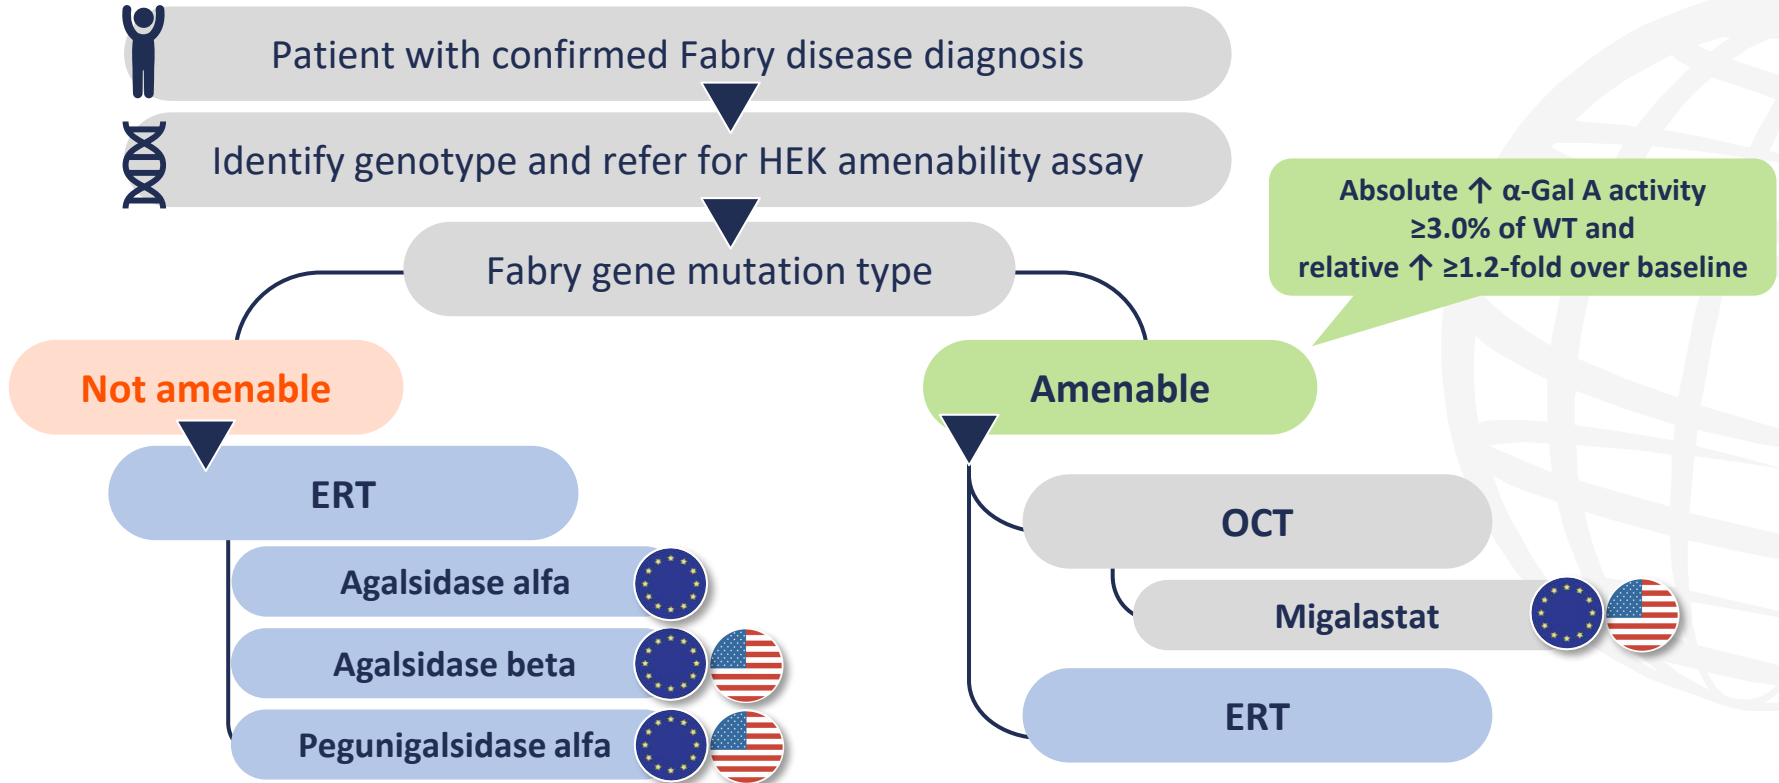 Patient with confirmed Fabry disease diagnosis
Identify genotype and refer for HEK amenability assay
Absolute ↑ α-Gal A activity
≥3.0% of WT and
relative ↑ ≥1.2-fold over baseline
Fabry gene mutation type
Not amenable
Amenable
ERT
Agalsidase alfa
Agalsidase beta
Pegunigalsidase alfa
OCT
Migalastat
ERT